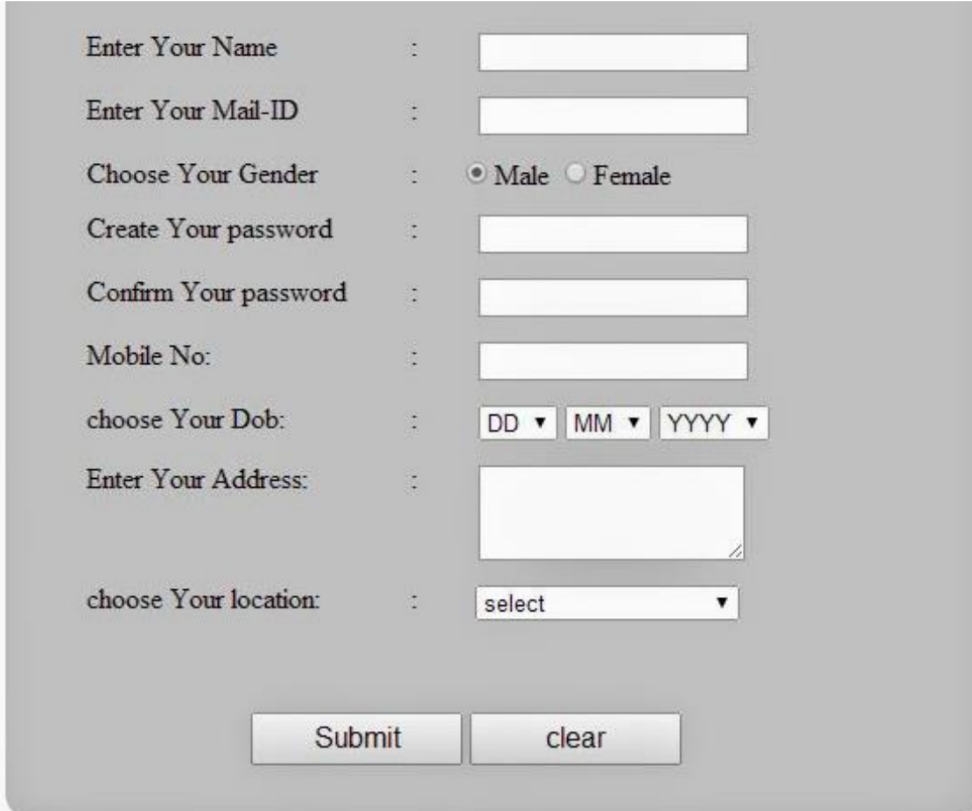 Enter Your Name :
Enter Your Mail-ID :
Choose Your Gender : Male Female
Create Your password :
Confirm Your password :
Mobile No: :
choose Your Dob: : DD MM YYYY
Enter Your Address: :
choose Your location: : select
Submit clear